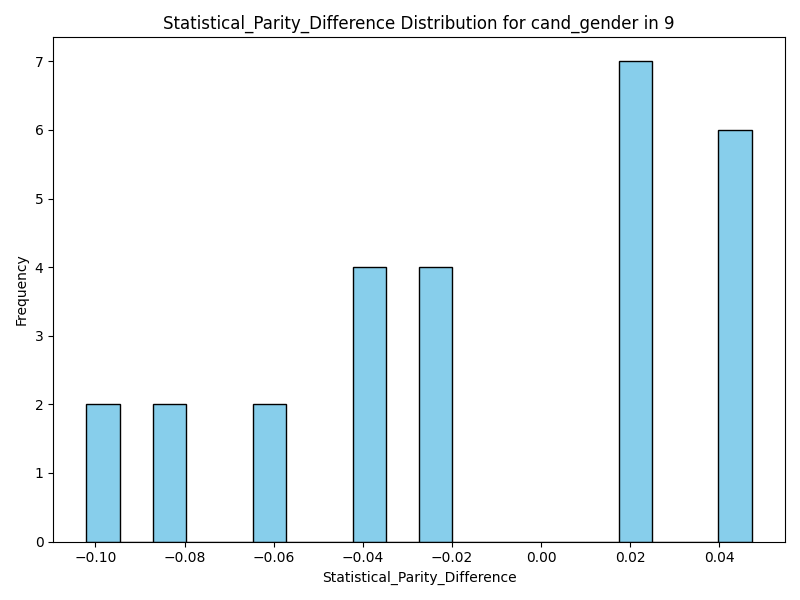 Statistical_Parity_Difference Distribution for cand_gender in 9
Frequency
7
6
5
4
3
2
1
0
−0.10 −0.08 −0.06 −0.04 −0.02 0.00 0.02 0.04
Statistical_Parity_Difference